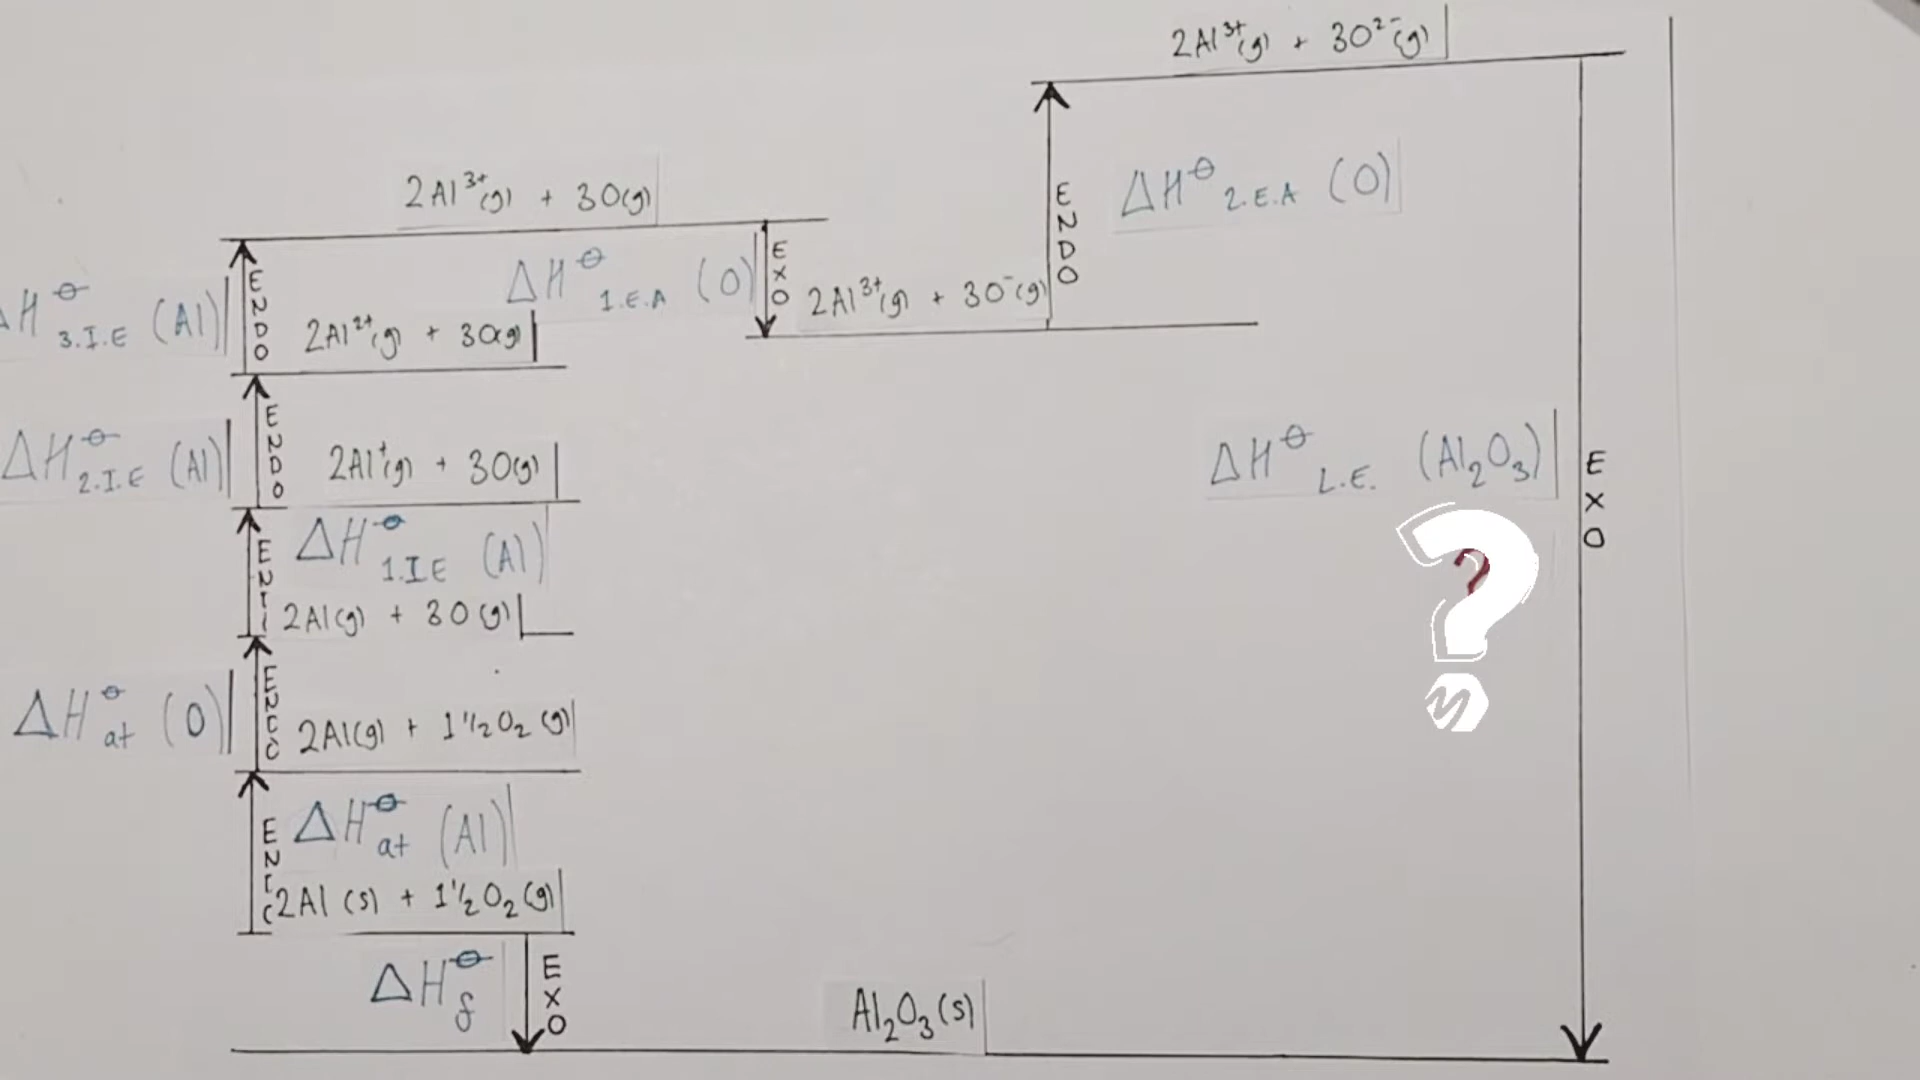 2Al³⁺(g) + 3O²⁻(g)
ENDO
ΔH⦵ 2.E.A (O)
2Al³⁺(g) + 3O(g)
ENDO
ΔH⦵ 3.I.E (Al)
ΔH⦵ 1.E.A (O)
EXO
2Al³⁺(g) + 3O⁻(g)
2Al²⁺(g) + 3O(g)
ENDO
ΔH⦵ 2.I.E (Al)
2Al⁺(g) + 3O(g)
ΔH⦵ L.E. (Al₂O₃)
EXO
?
?
ΔH⦵ 1.I.E (Al)
2Al(g) + 3O(g)
ENDO
ΔH⦵ at (O)
2Al(g) + 1½O₂(g)
ΔH⦵ at (Al)
2Al(s) + 1½O₂(g)
ΔH⦵ f
EXO
Al₂O₃(s)